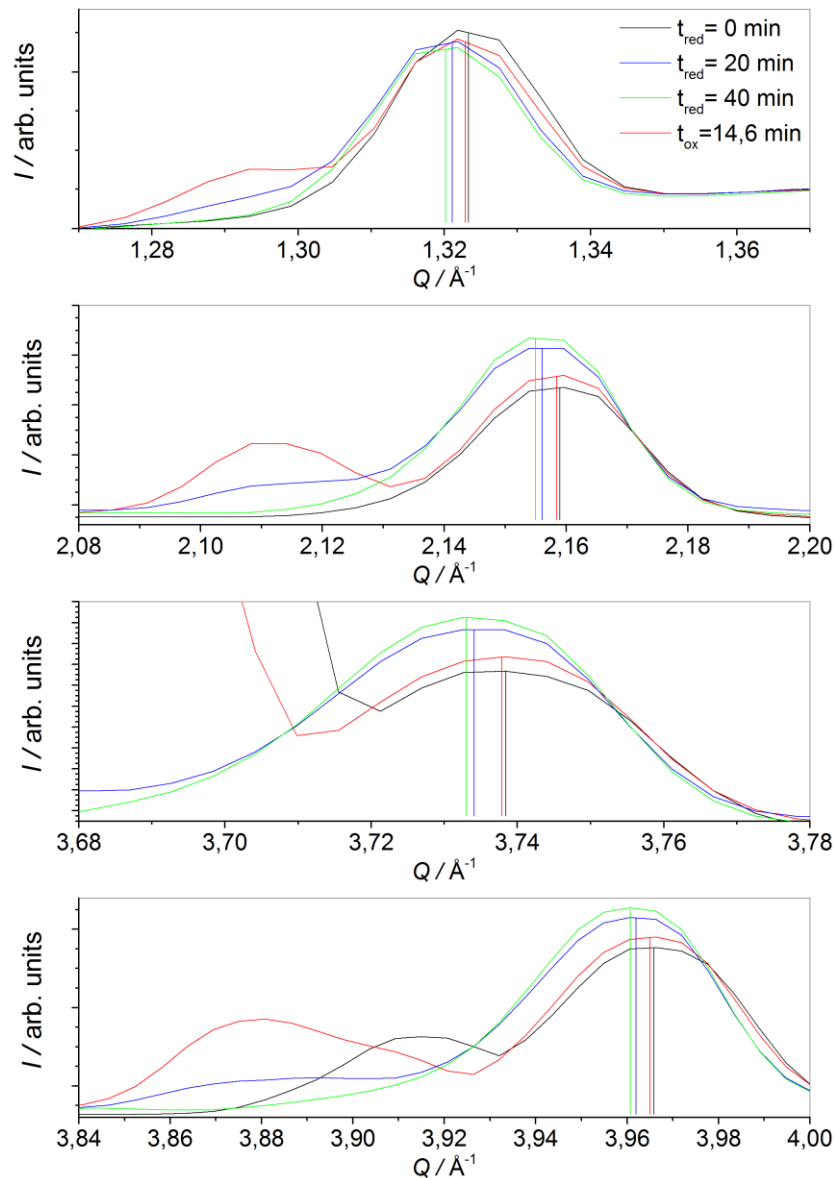 t_red= 0 min
t_red= 20 min
t_red= 40 min
t_ox=14,6 min
I / arb. units
1,28 1,30 1,32 1,34 1,36
Q / Å⁻¹
I / arb. units
2,08 2,10 2,12 2,14 2,16 2,18 2,20
Q / Å⁻¹
I / arb. units
3,68 3,70 3,72 3,74 3,76 3,78
Q / Å⁻¹
I / arb. units
3,84 3,86 3,88 3,90 3,92 3,94 3,96 3,98 4,00
Q / Å⁻¹